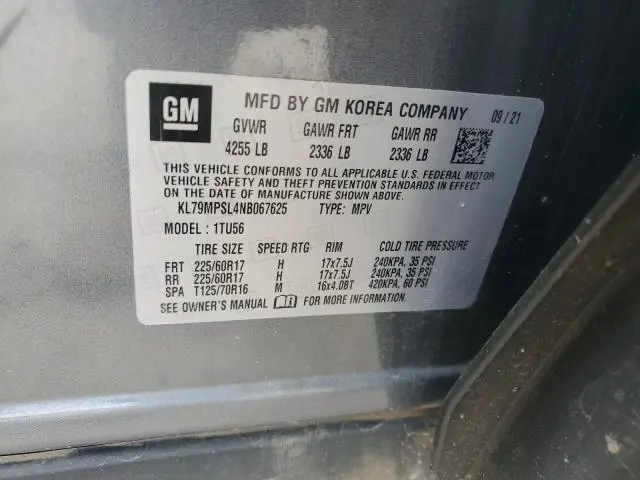 GM MFD BY GM KOREA COMPANY 09/21
GVWR GAWR FRT GAWR RR
4255 LB 2336 LB 2336 LB
THIS VEHICLE CONFORMS TO ALL APPLICABLE U.S. FEDERAL MOTOR
VEHICLE SAFETY AND THEFT PREVENTION STANDARDS IN EFFECT
ON THE DATE OF MANUFACTURE SHOWN ABOVE.
KL79MPSL4NB067625 TYPE: MPV
MODEL: 1TU56
TIRE SIZE SPEED RTG RIM COLD TIRE PRESSURE
FRT 225/60R17 H 17x7.5J 240KPA, 35 PSI
RR 225/60R17 H 17x7.5J 240KPA, 35 PSI
SPA T125/70R16 M 16x4.0BT 420KPA, 60 PSI
SEE OWNER'S MANUAL FOR MORE INFORMATION.